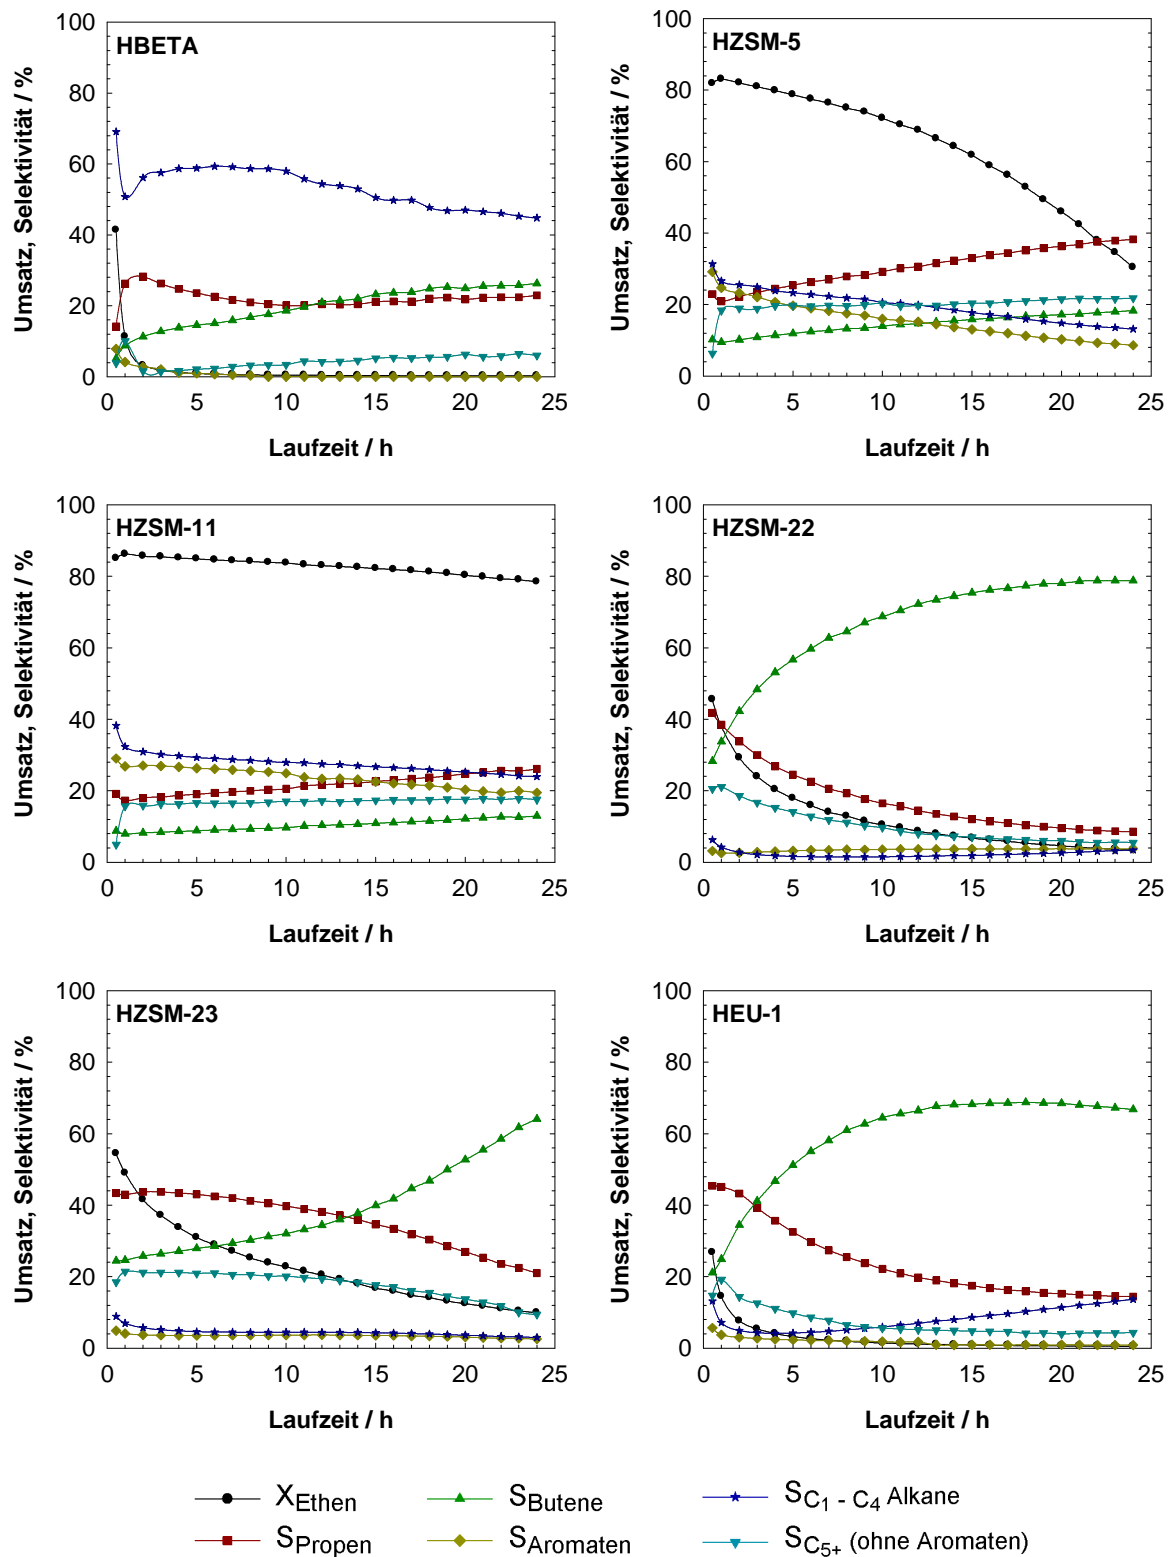 HBETA
Umsatz, Selektivität / %
100
80
60
40
20
0
0 5 10 15 20 25
Laufzeit / h
HZSM-5
Umsatz, Selektivität / %
100
80
60
40
20
0
0 5 10 15 20 25
Laufzeit / h
HZSM-11
Umsatz, Selektivität / %
100
80
60
40
20
0
0 5 10 15 20 25
Laufzeit / h
HZSM-22
Umsatz, Selektivität / %
100
80
60
40
20
0
0 5 10 15 20 25
Laufzeit / h
HZSM-23
Umsatz, Selektivität / %
100
80
60
40
20
0
0 5 10 15 20 25
Laufzeit / h
HEU-1
Umsatz, Selektivität / %
100
80
60
40
20
0
0 5 10 15 20 25
Laufzeit / h
XEthen SButene SC1 - C4 Alkane
SPropen SAromaten SC5+ (ohne Aromaten)